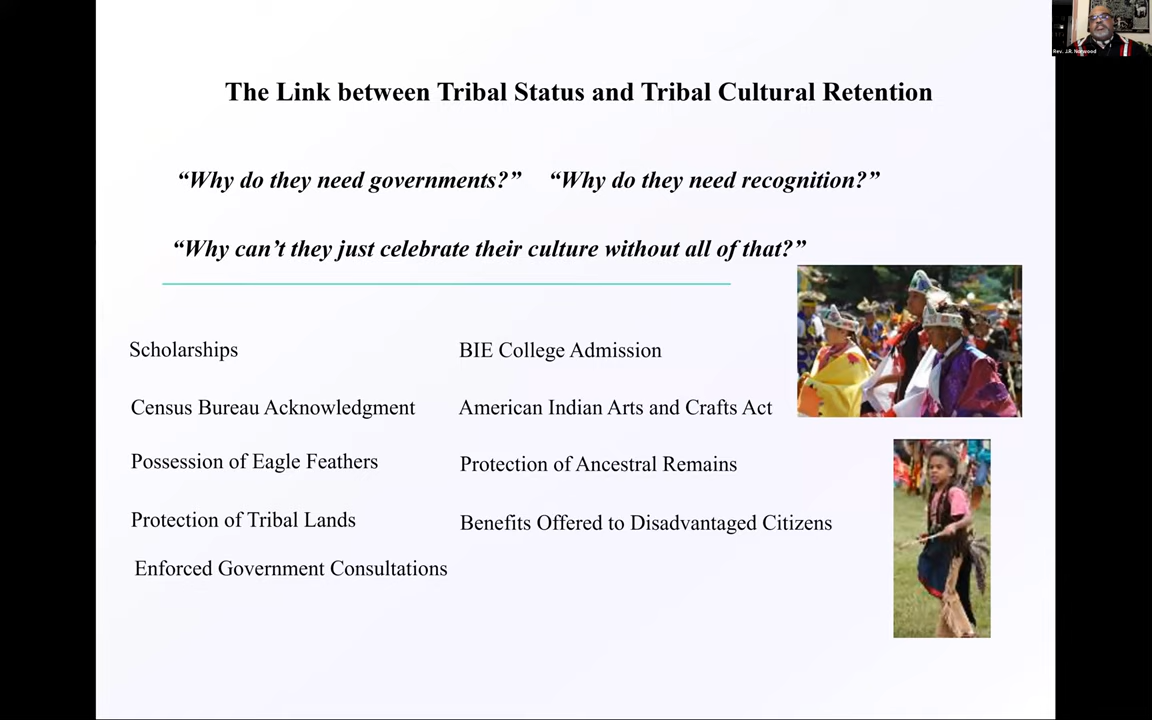 Rev. J.R. Norwood
The Link between Tribal Status and Tribal Cultural Retention
“Why do they need governments?” “Why do they need recognition?”
“Why can’t they just celebrate their culture without all of that?”
Scholarships
BIE College Admission
Census Bureau Acknowledgment
American Indian Arts and Crafts Act
Possession of Eagle Feathers
Protection of Ancestral Remains
Protection of Tribal Lands
Benefits Offered to Disadvantaged Citizens
Enforced Government Consultations